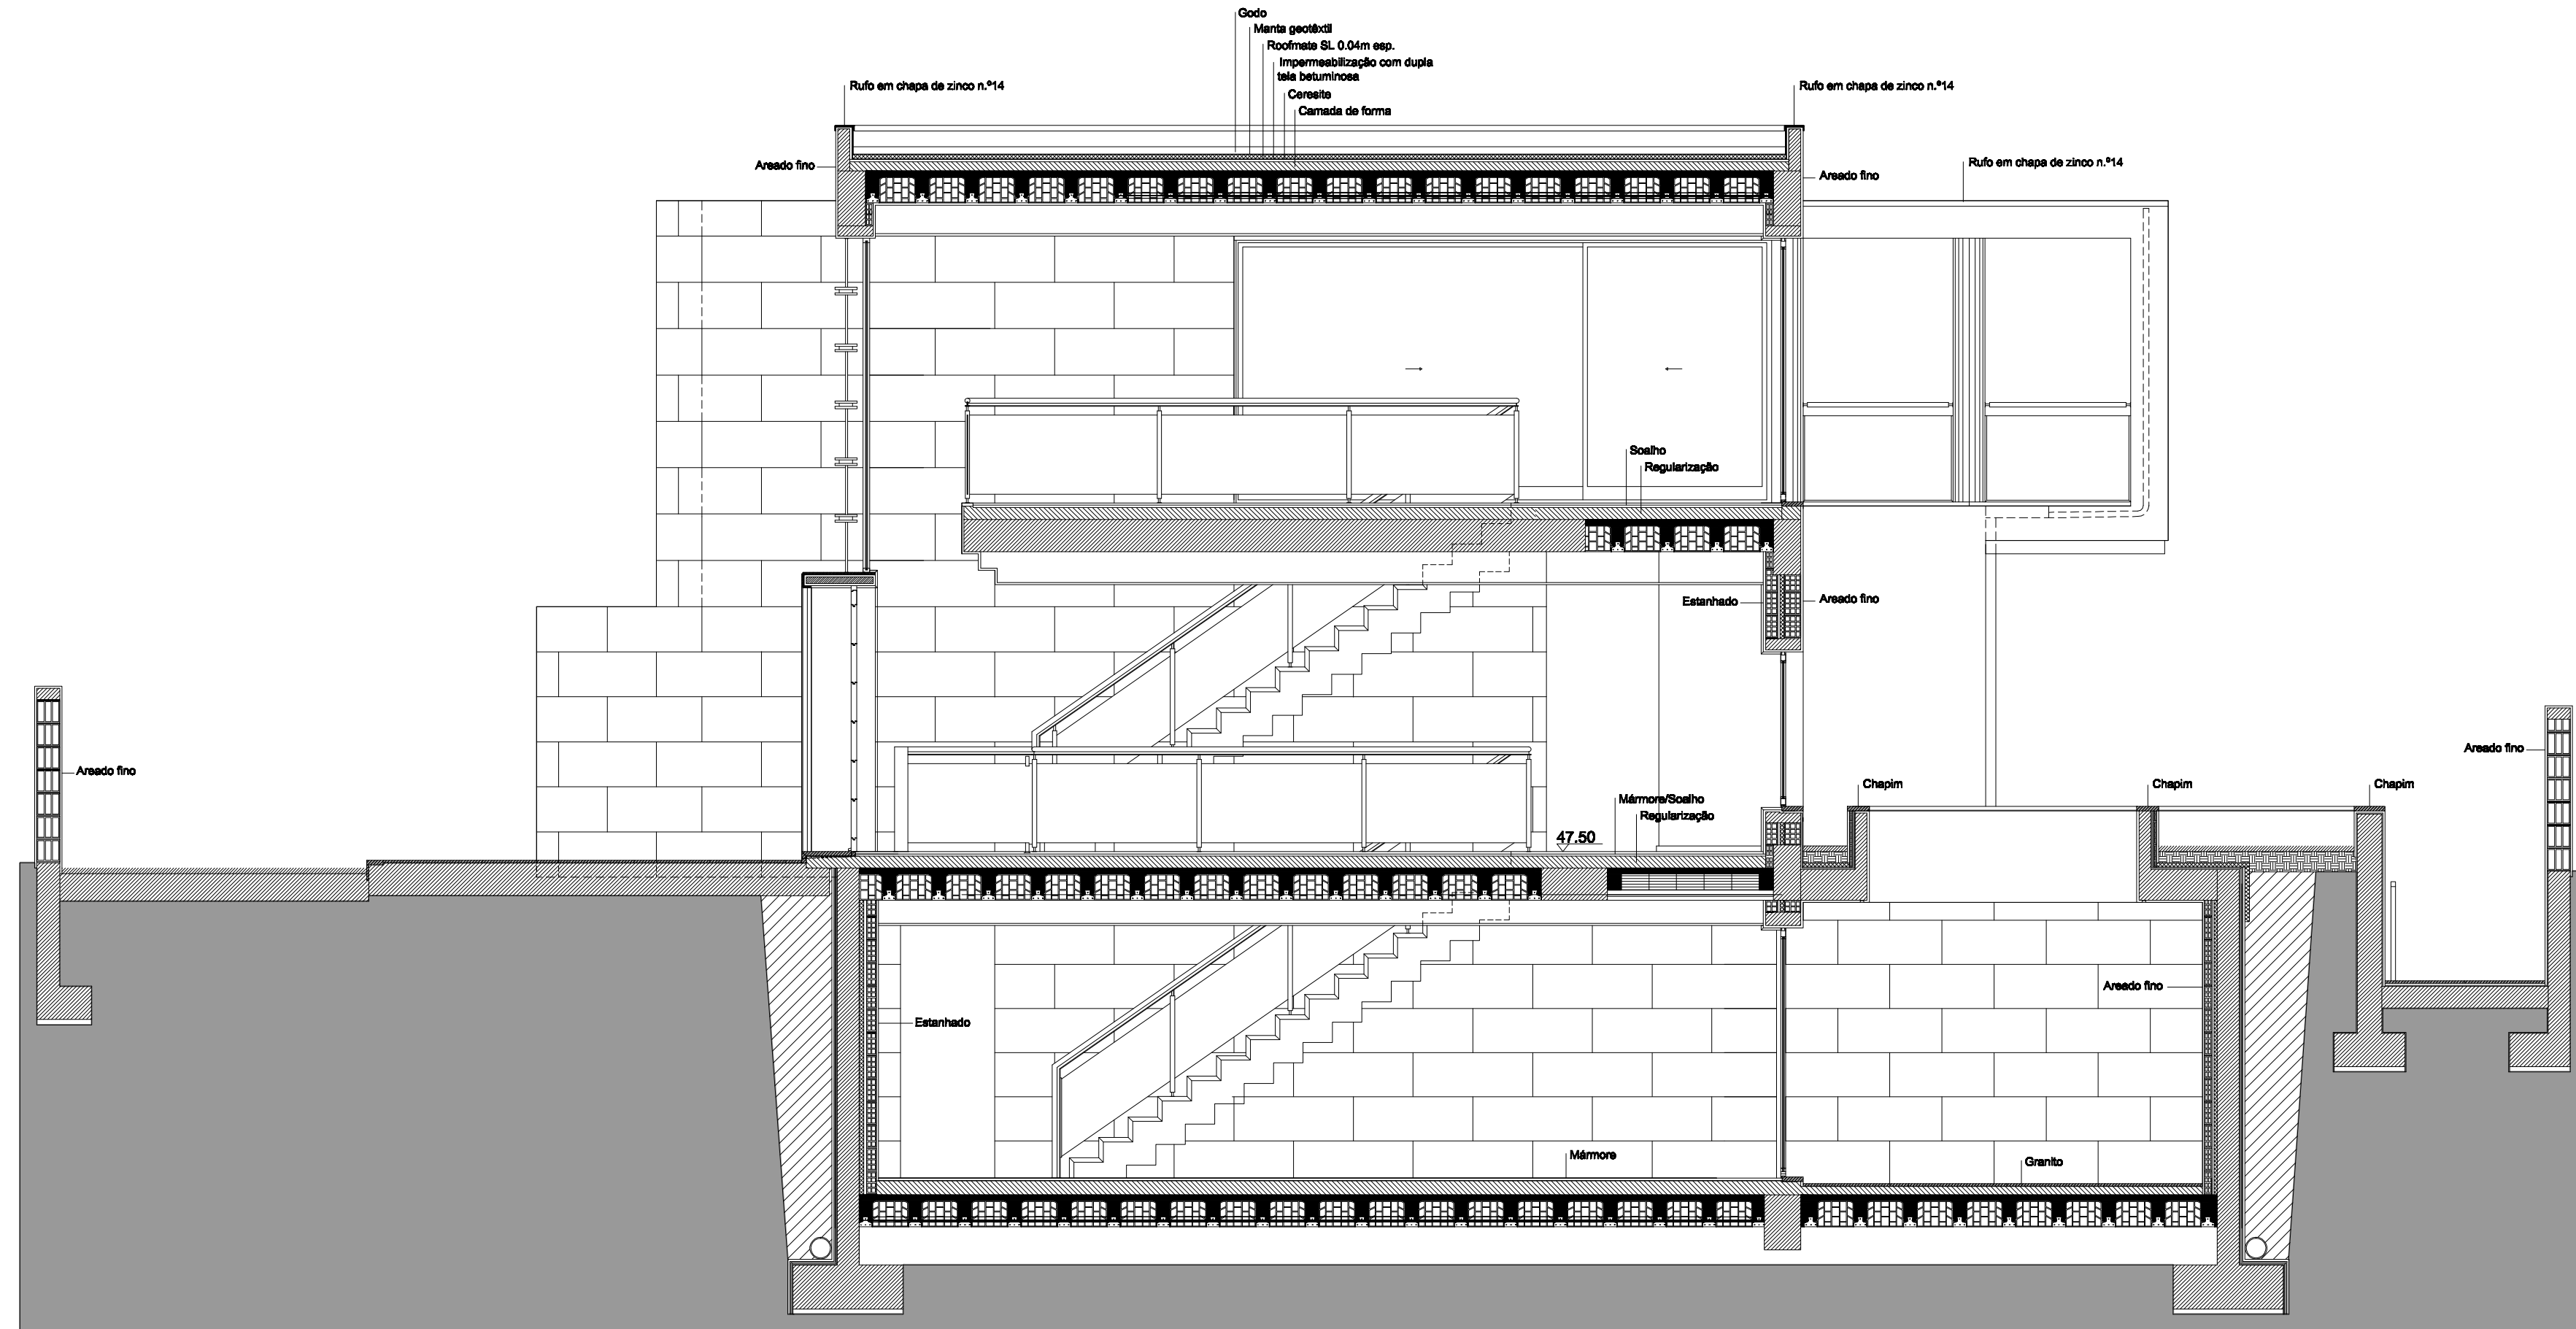 Godo
Manta geotêxtil
Roofmate SL 0.04m esp.
Impermeabilização com dupla
tela betuminosa
Ceresite
Camada de forma
Rufo em chapa de zinco n.º14
Rufo em chapa de zinco n.º14
Areado fino
Rufo em chapa de zinco n.º14
Areado fino
Soalho
Regularização
Estanhado
Areado fino
Areado fino
Areado fino
Chapim
Chapim
Chapim
Mármore/Soalho
Regularização
47.50
Areado fino
Estanhado
Mármore
Granito